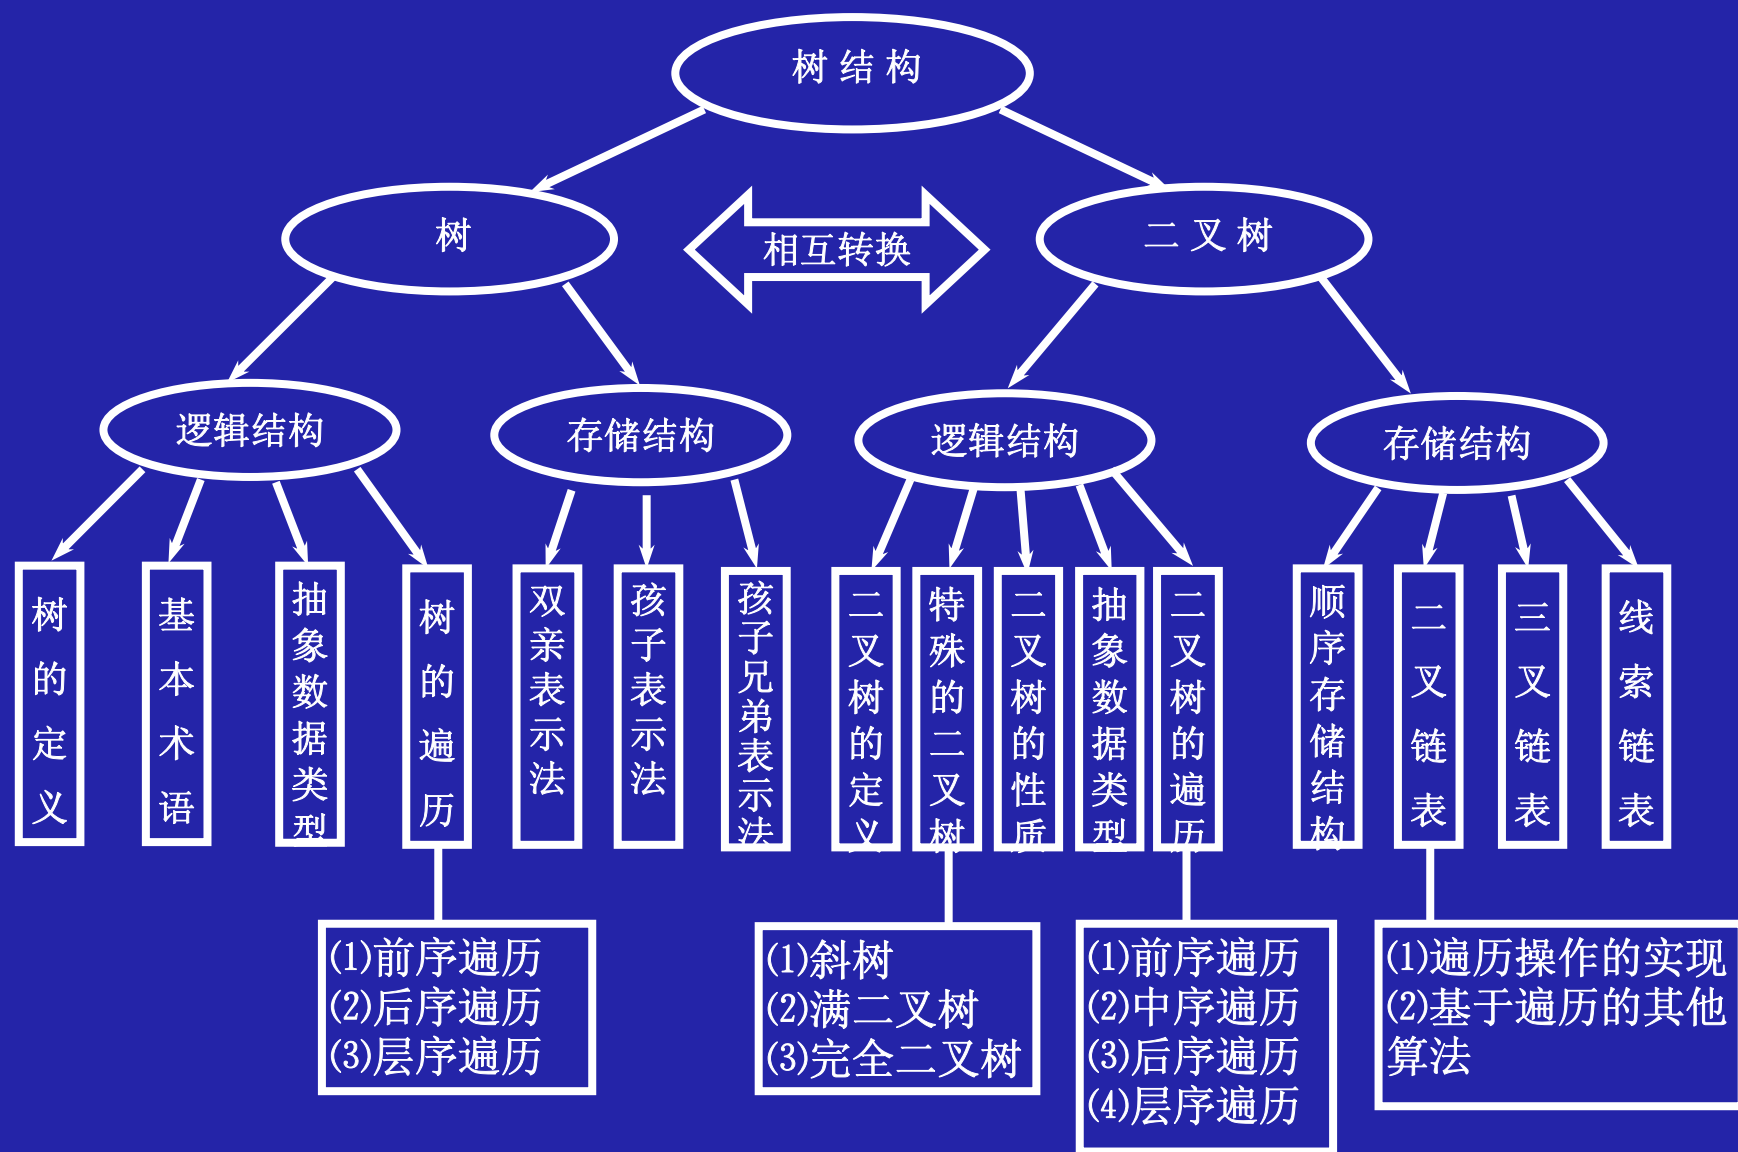 树结构
树
相互转换
二叉树
逻辑结构
存储结构
逻辑结构
存储结构
树的定义
基本术语
抽象数据类型
树的遍历
双亲表示法
孩子表示法
孩子兄弟表示法
二叉树的定义
特殊的二叉树
二叉树的性质
抽象数据类型
二叉树的遍历
顺序存储结构
二叉链表
三叉链表
线索链表
⑴前序遍历
⑵后序遍历
⑶层序遍历
⑴斜树
⑵满二叉树
⑶完全二叉树
⑴前序遍历
⑵中序遍历
⑶后序遍历
⑷层序遍历
⑴遍历操作的实现
⑵基于遍历的其他
算法